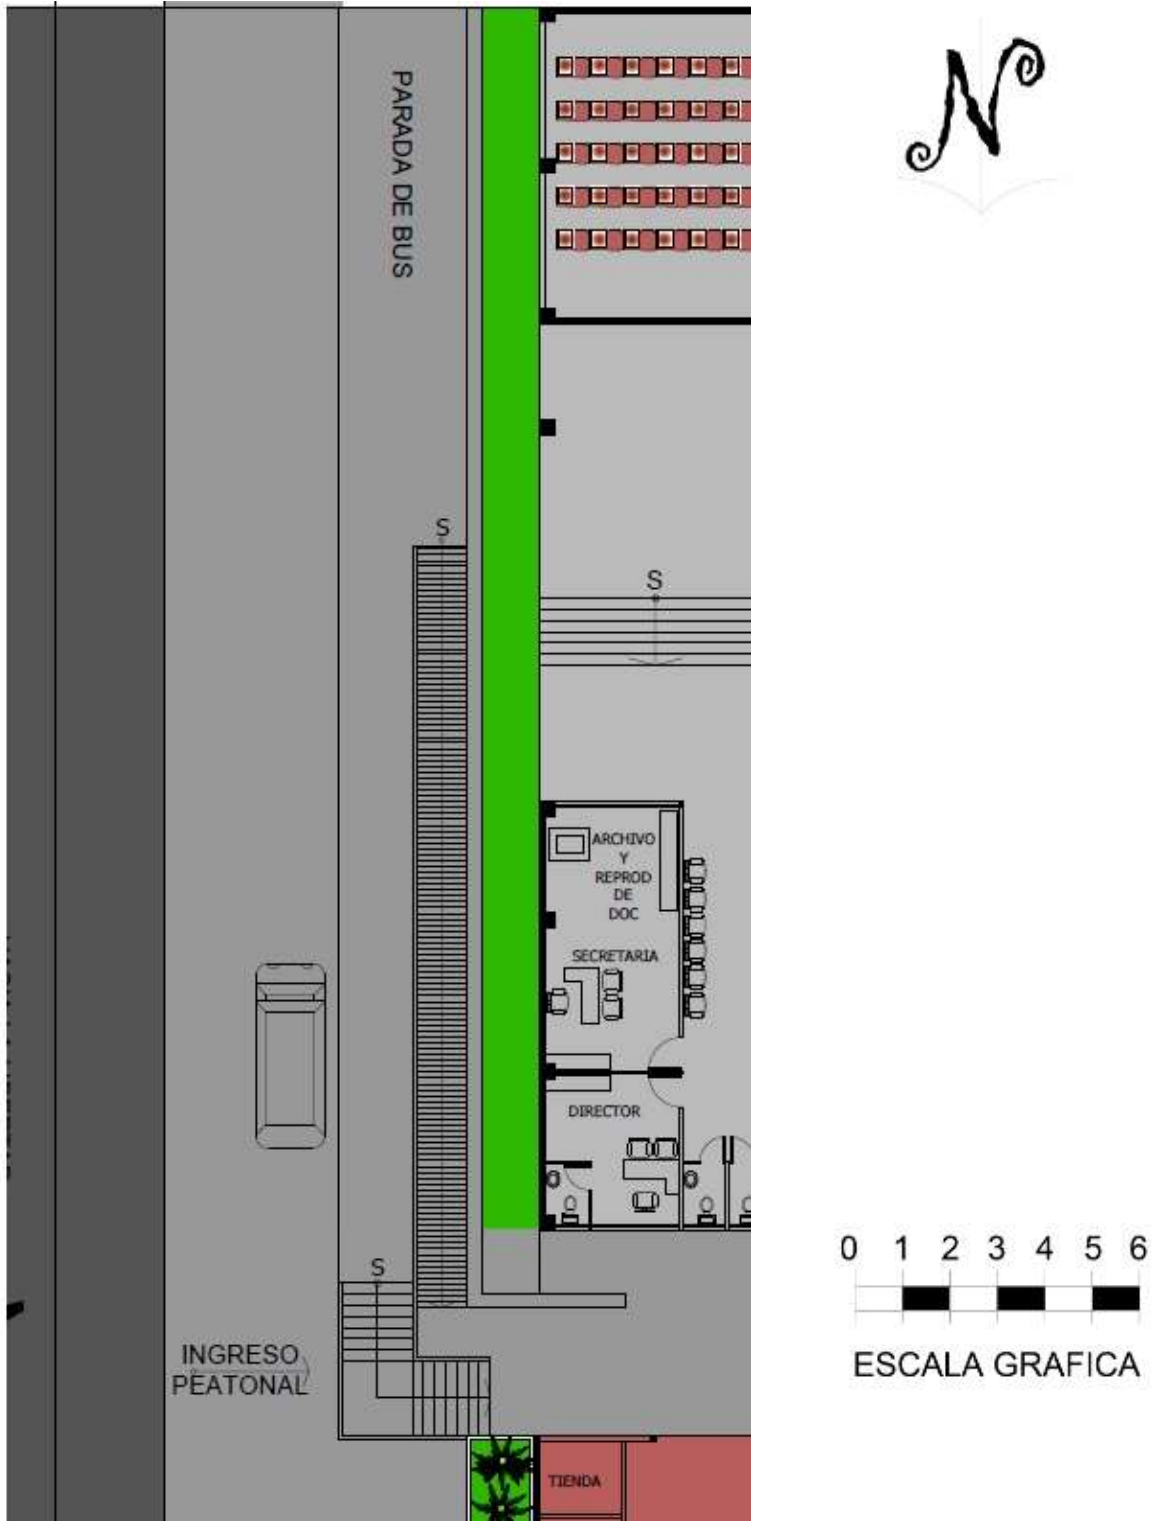 N
PARADA DE BUS
S
S
ARCHIVO
Y
REPROD
DE
DOC
SECRETARIA
DIRECTOR
S
INGRESO
PEATONAL
TIENDA
0 1 2 3 4 5 6
ESCALA GRAFICA